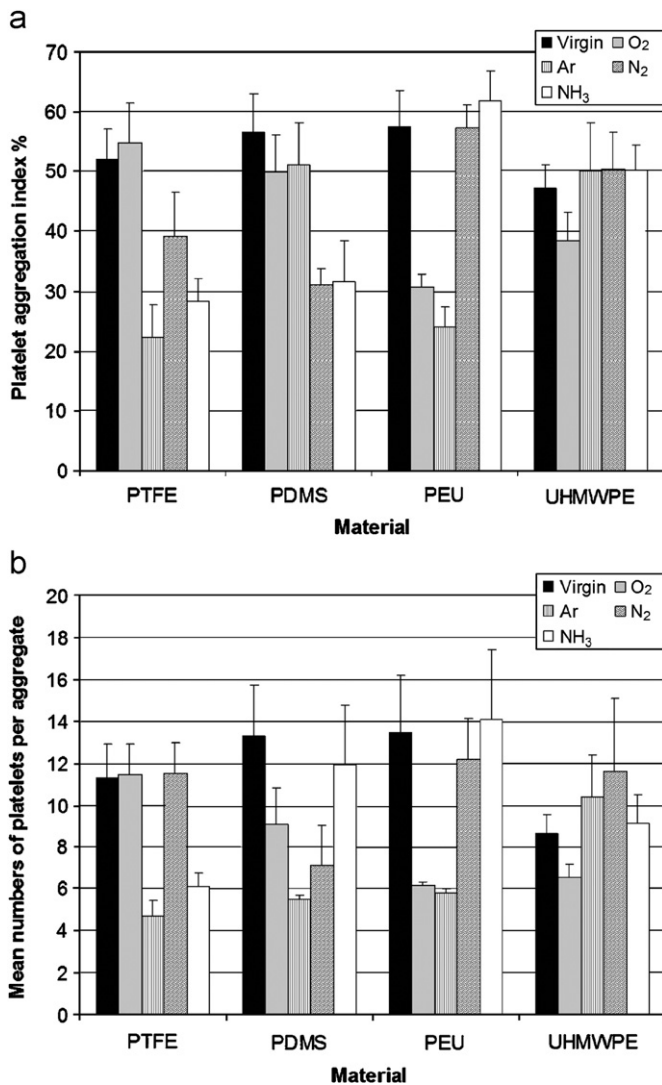 a
70
60
50
40
30
20
10
0
Platelet aggregation index %
Virgin O₂
Ar N₂
NH₃
PTFE PDMS PEU UHMWPE
Material
b
20
18
16
14
12
10
8
6
4
2
0
Mean numbers of platelets per aggregate
Virgin O₂
Ar N₂
NH₃
PTFE PDMS PEU UHMWPE
Material